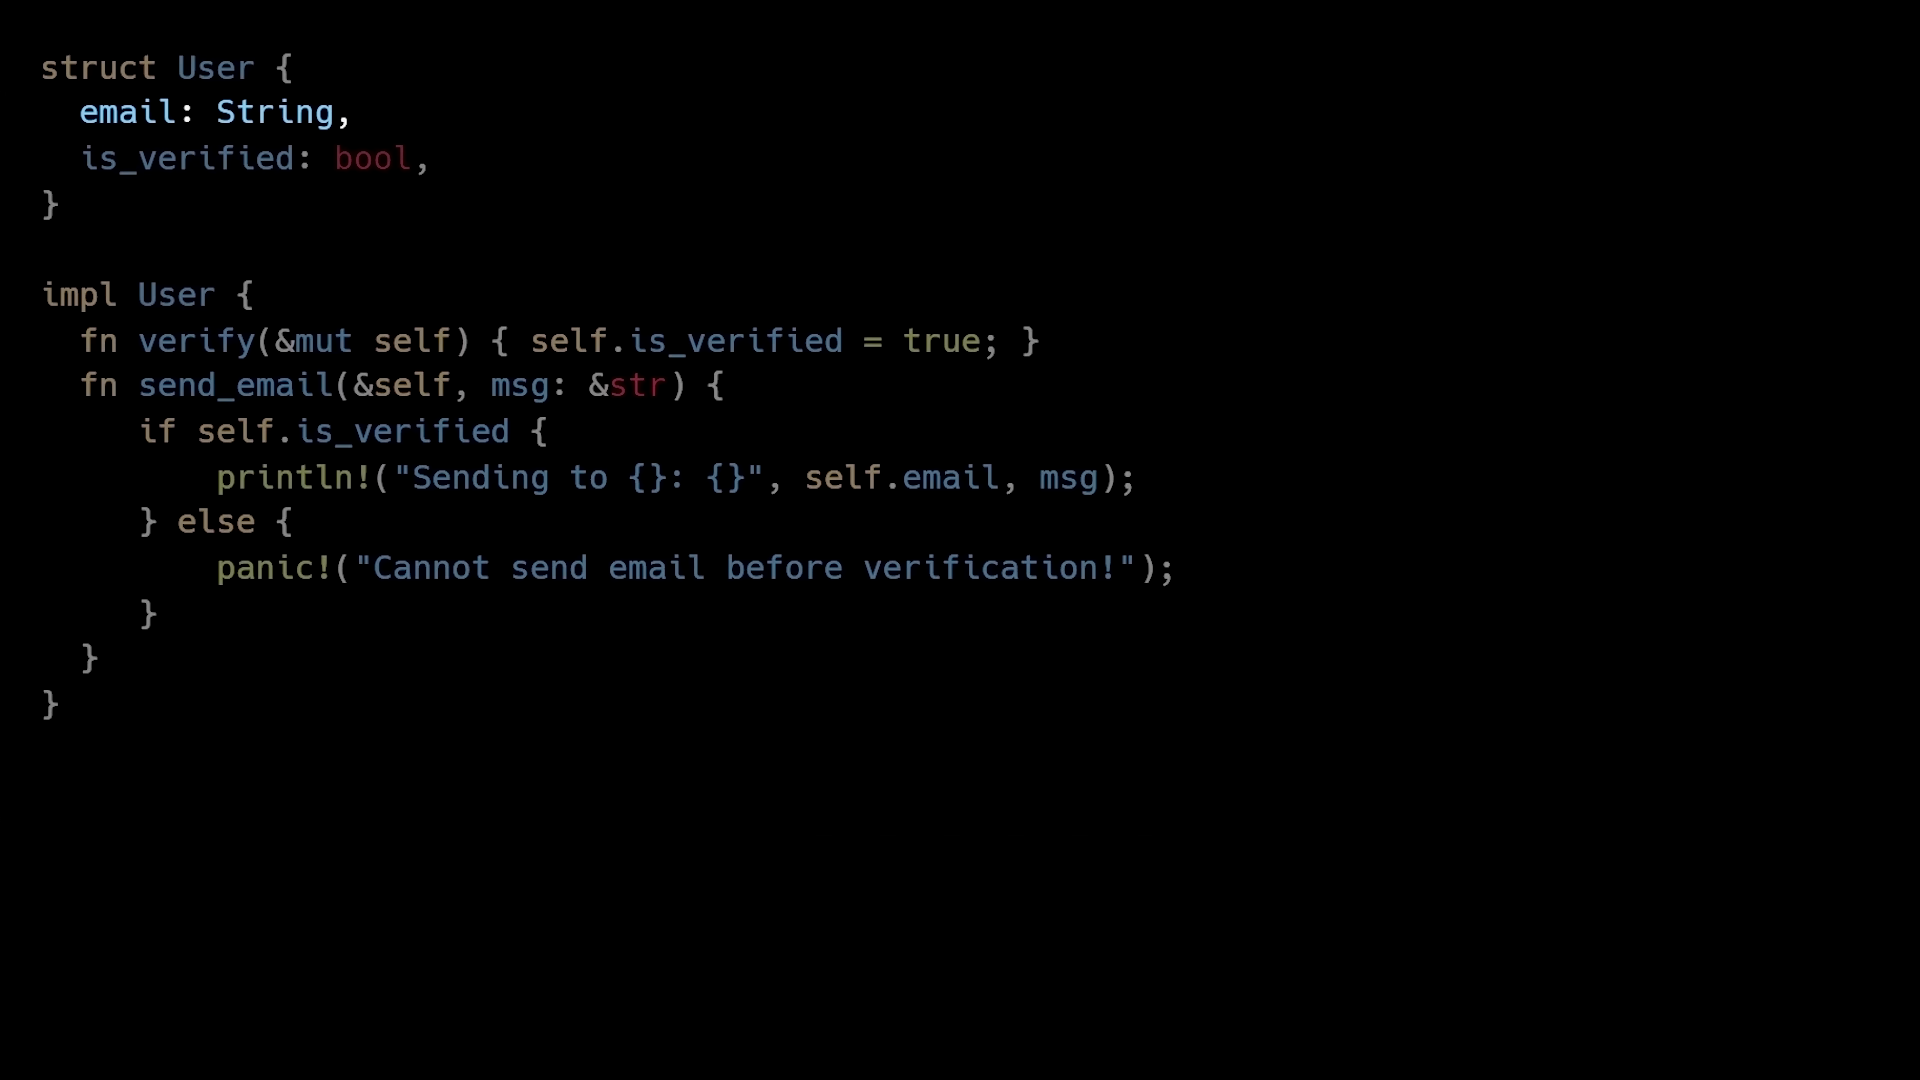 struct User {
  email: String,
  is_verified: bool,
}

impl User {
  fn verify(&mut self) { self.is_verified = true; }
  fn send_email(&self, msg: &str) {
     if self.is_verified {
         println!("Sending to {}: {}", self.email, msg);
     } else {
         panic!("Cannot send email before verification!");
     }
  }
}